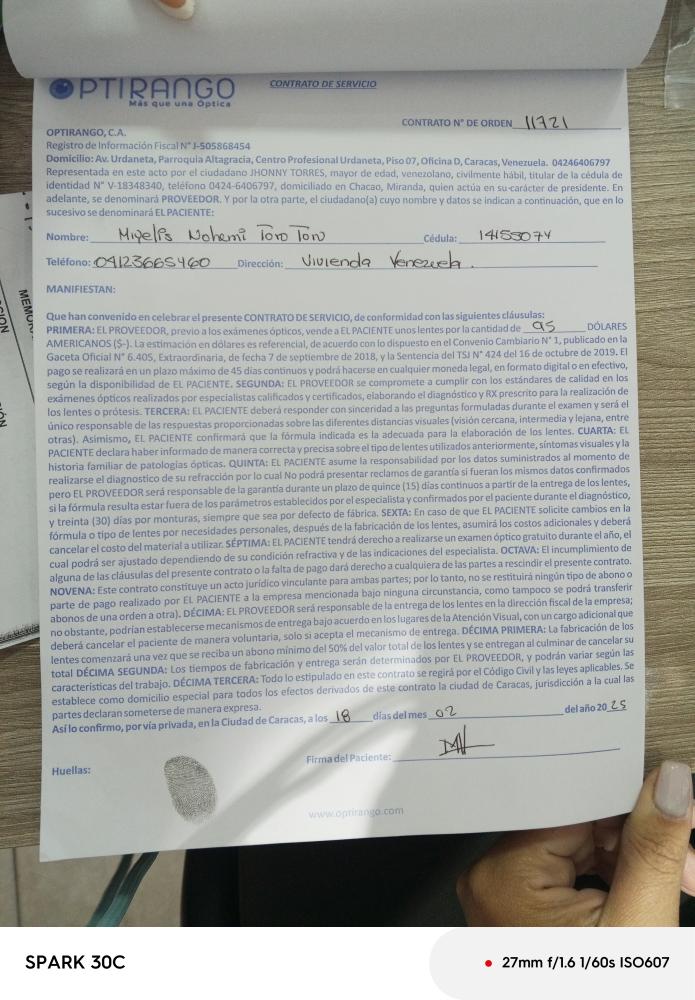 OPTIRANGO
Más que una Óptica
CONTRATO DE SERVICIO
CONTRATO N° DE ORDEN 11721
OPTIRANGO, C.A.
Registro de Información Fiscal N° J-505868454
Domicilio: Av. Urdaneta, Parroquia Altagracia, Centro Profesional Urdaneta, Piso 07, Oficina D, Caracas, Venezuela. 04246406797
Representada en este acto por el ciudadano JHONNY TORRES, mayor de edad, venezolano, civilmente hábil, titular de la cédula de
identidad N° V-18348340, teléfono 0424-6406797, domiciliado en Chacao, Miranda, quien actúa en su carácter de presidente. En
adelante, se denominará PROVEEDOR. Y por la otra parte, el ciudadano(a) cuyo nombre y datos se indican a continuación, que en lo
sucesivo se denominará EL PACIENTE:
Nombre: Nohemi Toro Toro Cédula: 14155074
Teléfono: 04123665460 Dirección: Vivienda Venezuela.
MANIFIESTAN:
Que han convenido en celebrar el presente CONTRATO DE SERVICIO, de conformidad con las siguientes cláusulas:
PRIMERA: EL PROVEEDOR, previo a los exámenes ópticos, vende a EL PACIENTE unos lentes por la cantidad de 95 DÓLARES
AMERICANOS ($-). La estimación en dólares es referencial, de acuerdo con lo dispuesto en el Convenio Cambiario N° 1, publicado en la
Gaceta Oficial N° 6.405, Extraordinaria, de fecha 7 de septiembre de 2018, y la Sentencia del TSJ N° 424 del 16 de octubre de 2019. El
pago se realizará en un plazo máximo de 45 días continuos y podrá hacerse en cualquier moneda legal, en formato digital o en efectivo,
según la disponibilidad de EL PACIENTE. SEGUNDA: EL PROVEEDOR se compromete a cumplir con los estándares de calidad en los
exámenes ópticos realizados por especialistas calificados y certificados, elaborando el diagnóstico y RX prescrito para la realización de
los lentes o prótesis. TERCERA: EL PACIENTE deberá responder con sinceridad a las preguntas formuladas durante el examen y será el
único responsable de las respuestas proporcionadas sobre las diferentes distancias visuales (visión cercana, intermedia y lejana, entre
otras). Asimismo, EL PACIENTE confirmará que la fórmula indicada es la adecuada para la elaboración de los lentes. CUARTA: EL
PACIENTE declara haber informado de manera correcta y precisa sobre el tipo de lentes utilizados anteriormente, síntomas visuales y la
historia familiar de patologías ópticas. QUINTA: EL PACIENTE asume la responsabilidad por los datos suministrados al momento de
realizarse el diagnostico de su refracción por lo cual No podrá presentar reclamos de garantía si fueran los mismos datos confirmados
pero EL PROVEEDOR será responsable de la garantía durante un plazo de quince (15) días continuos a partir de la entrega de los lentes,
si la fórmula resulta estar fuera de los parámetros establecidos por el especialista y confirmados por el paciente durante el diagnóstico,
y treinta (30) días por monturas, siempre que sea por defecto de fábrica. SEXTA: En caso de que EL PACIENTE solicite cambios en la
fórmula o tipo de lentes por necesidades personales, después de la fabricación de los lentes, asumirá los costos adicionales y deberá
cancelar el costo del material a utilizar. SÉPTIMA: EL PACIENTE tendrá derecho a realizarse un examen óptico gratuito durante el año, el
cual podrá ser ajustado dependiendo de su condición refractiva y de las indicaciones del especialista. OCTAVA: El incumplimiento de
alguna de las cláusulas del presente contrato o la falta de pago dará derecho a cualquiera de las partes a rescindir el presente contrato.
NOVENA: Este contrato constituye un acto jurídico vinculante para ambas partes; por lo tanto, no se restituirá ningún tipo de abono o
parte de pago realizado por EL PACIENTE a la empresa mencionada bajo ninguna circunstancia, como tampoco se podrá transferir
abonos de una orden a otra). DÉCIMA: EL PROVEEDOR será responsable de la entrega de los lentes en la dirección fiscal de la empresa;
no obstante, podrían establecerse mecanismos de entrega bajo acuerdo en los lugares de la Atención Visual, con un cargo adicional que
deberá cancelar el paciente de manera voluntaria, solo si acepta el mecanismo de entrega. DÉCIMA PRIMERA: La fabricación de los
lentes comenzará una vez que se reciba un abono mínimo del 50% del valor total de los lentes y se entregan al culminar de cancelar su
total DÉCIMA SEGUNDA: Los tiempos de fabricación y entrega serán determinados por EL PROVEEDOR, y podrán variar según las
características del trabajo. DÉCIMA TERCERA: Todo lo estipulado en este contrato se regirá por el Código Civil y las leyes aplicables. Se
establece como domicilio especial para todos los efectos derivados de este contrato la ciudad de Caracas, jurisdicción a la cual las
partes declaran someterse de manera expresa.
Así lo confirmo, por vía privada, en la Ciudad de Caracas, a los 18 días del mes 02 del año 20 25
Firma del Paciente:
Huellas:
www.optirango.com
SPARK 30C
27mm f/1.6 1/60s ISO607